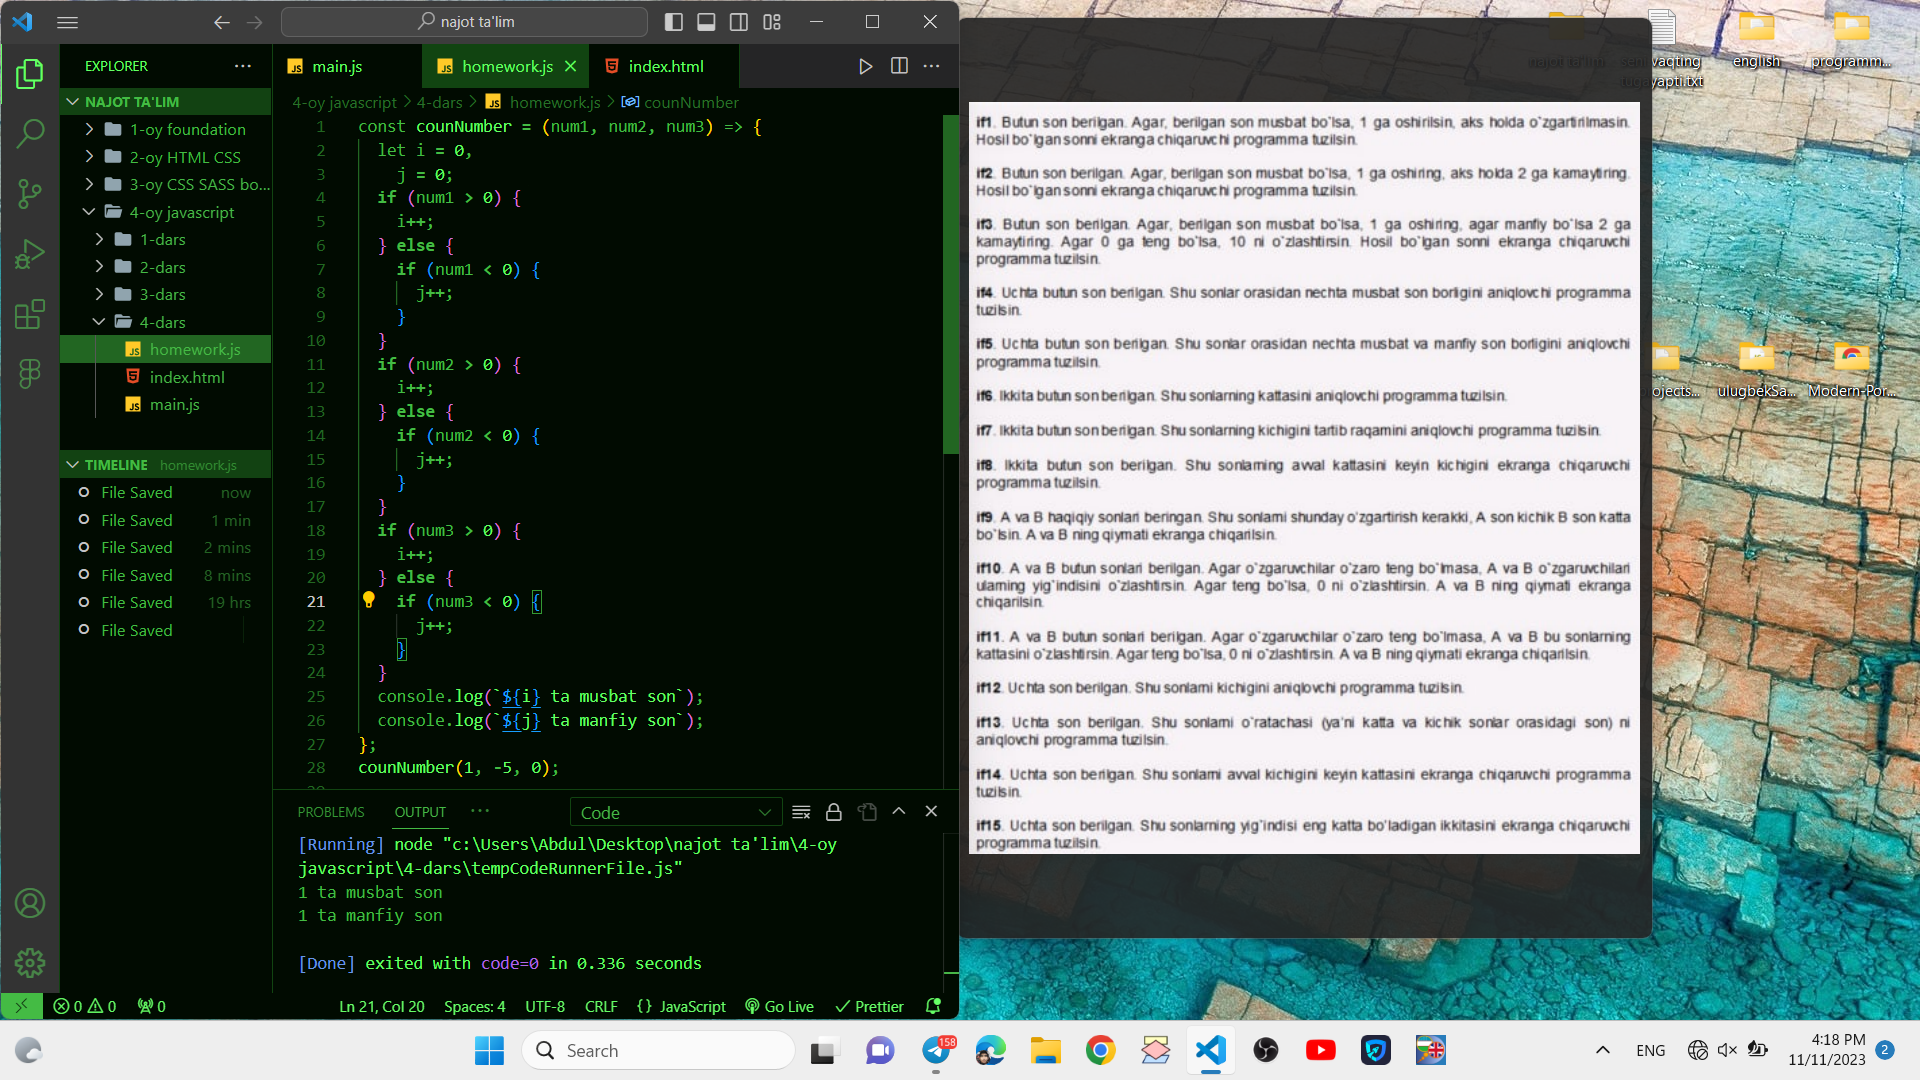 najot ta'lim
EXPLORER
NAJOT TA'LIM
1-oy foundation
2-oy HTML CSS
3-oy CSS SASS bo...
4-oy javascript
1-dars
2-dars
3-dars
4-dars
homework.js
index.html
main.js
TIMELINE homework.js
File Saved now
File Saved 1 min
File Saved 2 mins
File Saved 8 mins
File Saved 19 hrs
File Saved
main.js
homework.js
index.html
4-oy javascript > 4-dars > homework.js > counNumber
1 const counNumber = (num1, num2, num3) => {
2 let i = 0,
3 j = 0;
4 if (num1 > 0) {
5 i++;
6 } else {
7 if (num1 < 0) {
8 j++;
9 }
10 }
11 if (num2 > 0) {
12 i++;
13 } else {
14 if (num2 < 0) {
15 j++;
16 }
17 }
18 if (num3 > 0) {
19 i++;
20 } else {
21 if (num3 < 0) {
22 j++;
23 }
24 }
25 console.log(`${i} ta musbat son`);
26 console.log(`${j} ta manfiy son`);
27 };
28 counNumber(1, -5, 0);
PROBLEMS OUTPUT ... Code
[Running] node "c:\Users\Abdul\Desktop\najot ta'lim\4-oy
javascript\4-dars\tempCodeRunnerFile.js"
1 ta musbat son
1 ta manfiy son
[Done] exited with code=0 in 0.336 seconds
0 0 0 Ln 21, Col 20 Spaces: 4 UTF-8 CRLF {} JavaScript Go Live Prettier
if1. Butun son berilgan. Agar, berilgan son musbat bo`lsa, 1 ga oshirilsin, aks holda o`zgartirilmasin.
Hosil bo`lgan sonni ekranga chiqaruvchi programma tuzilsin.
if2. Butun son berilgan. Agar, berilgan son musbat bo`lsa, 1 ga oshiring, aks holda 2 ga kamaytiring.
Hosil bo`lgan sonni ekranga chiqaruvchi programma tuzilsin.
if3. Butun son berilgan. Agar, berilgan son musbat bo`lsa, 1 ga oshiring, agar manfiy bo`lsa 2 ga
kamaytiring. Agar 0 ga teng bo`lsa, 10 ni o`zlashtirsin. Hosil bo`lgan sonni ekranga chiqaruvchi
programma tuzilsin.
if4. Uchta butun son berilgan. Shu sonlar orasidan nechta musbat son borligini aniqlovchi programma
tuzilsin.
if5. Uchta butun son berilgan. Shu sonlar orasidan nechta musbat va manfiy son borligini aniqlovchi
programma tuzilsin.
if6. Ikkita butun son berilgan. Shu sonlarning kattasini aniqlovchi programma tuzilsin.
if7. Ikkita butun son berilgan. Shu sonlarning kichigini tartib raqamini aniqlovchi programma tuzilsin.
if8. Ikkita butun son berilgan. Shu sonlarning avval kattasini keyin kichigini ekranga chiqaruvchi
programma tuzilsin.
if9. A va B haqiqiy sonlari beringan. Shu sonlarni shunday o`zgartirish kerakki, A son kichik B son katta
bo`lsin. A va B ning qiymati ekranga chiqarilsin.
if10. A va B butun sonlari berilgan. Agar o`zgaruvchilar o`zaro teng bo`lmasa, A va B o`zgaruvchilari
ularning yig`indisini o`zlashtirsin. Agar teng bo`lsa, 0 ni o`zlashtirsin. A va B ning qiymati ekranga
chiqarilsin.
if11. A va B butun sonlari berilgan. Agar o`zgaruvchilar o`zaro teng bo`lmasa, A va B bu sonlarning
kattasini o`zlashtirsin. Agar teng bo`lsa, 0 ni o`zlashtirsin. A va B ning qiymati ekranga chiqarilsin.
if12. Uchta son berilgan. Shu sonlarni kichigini aniqlovchi programma tuzilsin.
if13. Uchta son berilgan. Shu sonlarni o`ratachasi (ya'ni katta va kichik sonlar orasidagi son) ni
aniqlovchi programma tuzilsin.
if14. Uchta son berilgan. Shu sonlarni avval kichigini keyin kattasini ekranga chiqaruvchi programma
tuzilsin.
if15. Uchta son berilgan. Shu sonlarning yig`indisi eng katta bo'ladigan ikkitasini ekranga chiqaruvchi
programma tuzilsin.
najot ta'lim
vaqting
tugayapti.txt
english
programm...
ojects...
ulugbekSa...
Modern-Por...
Search
158
ENG
4:18 PM
11/11/2023
2